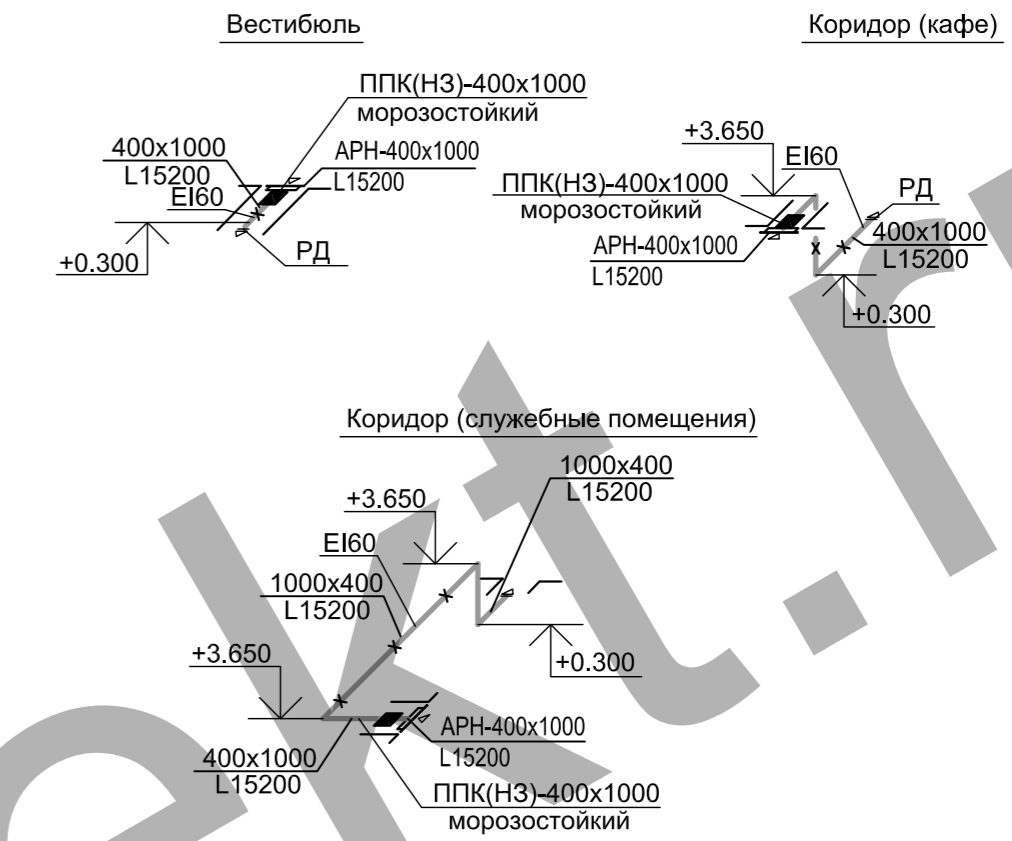 Вестибюль
ППК(НЗ)-400х1000
морозостойкий
400х1000
L15200
EI60
АРН-400х1000
L15200
РД
+0.300
Коридор (кафе)
+3.650
EI60
ППК(НЗ)-400х1000
морозостойкий
РД
АРН-400х1000
L15200
400х1000
L15200
+0.300
Коридор (служебные помещения)
1000х400
L15200
+3.650
EI60
1000х400
L15200
+3.650
+0.300
АРН-400х1000
L15200
400х1000
L15200
ППК(НЗ)-400х1000
морозостойкий